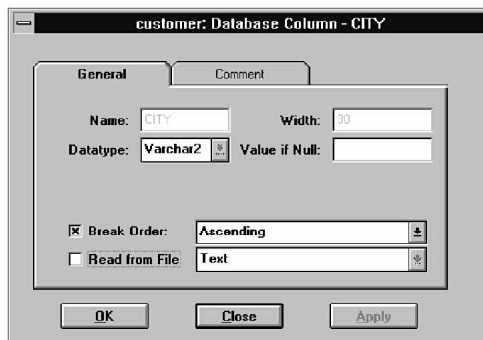 customer: Database Column - CITY
General Comment
Name: CITY Width: 30
Datatype: Varchar2 Value if Null:
Break Order: Ascending
Read from File Text
OK Close Apply